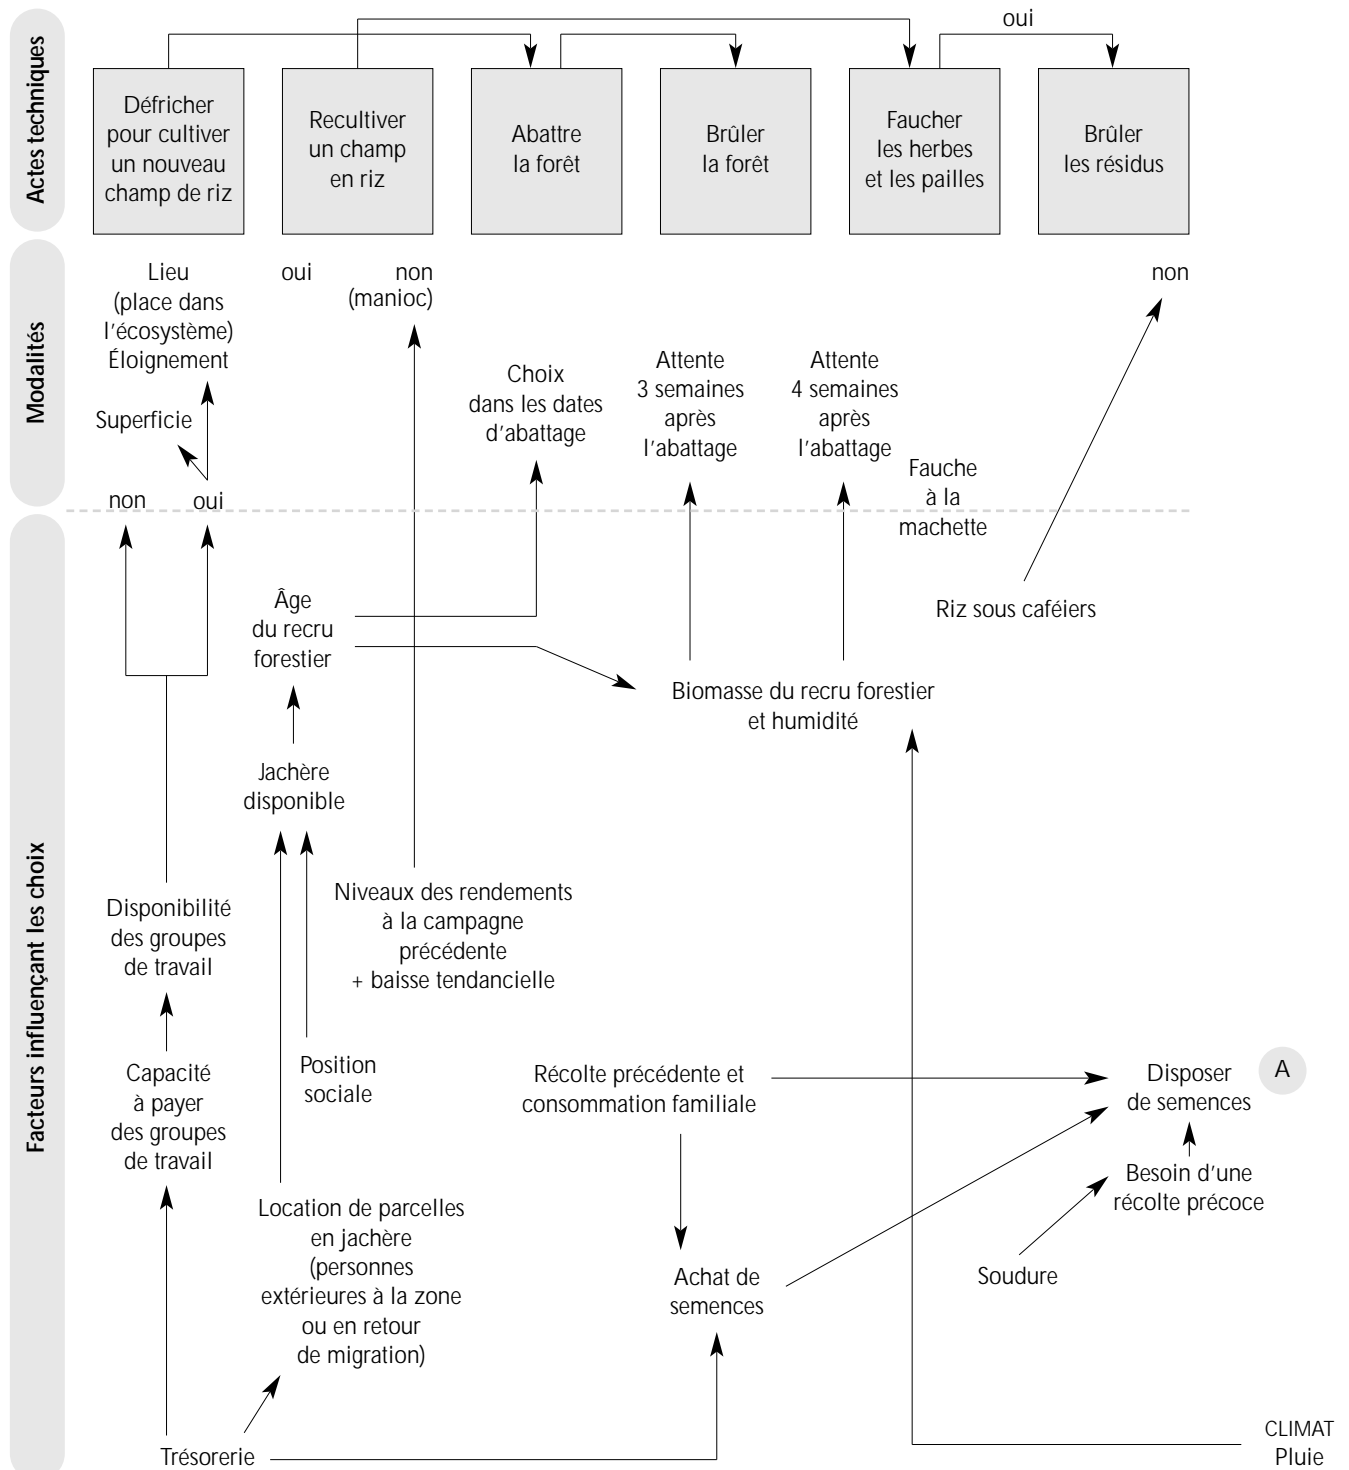 Actes techniques
oui
Défricher
pour cultiver
un nouveau
champ de riz
Recultiver
un champ
en riz
Abattre
la forêt
Brûler
la forêt
Faucher
les herbes
et les pailles
Brûler
les résidus
Modalités
Lieu
(place dans
l'écosystème)
Éloignement
Superficie
non
oui
oui
non
(manioc)
Choix
dans les dates
d'abattage
Attente
3 semaines
après
l'abattage
Attente
4 semaines
après
l'abattage
Fauche
à la
machette
non
Facteurs influençant les choix
Âge
du recru
forestier
Riz sous caféiers
Biomasse du recru forestier
et humidité
Jachère
disponible
Niveaux des rendements
à la campagne
précédente
+ baisse tendancielle
Disponibilité
des groupes
de travail
Position
sociale
Capacité
à payer
des groupes
de travail
Récolte précédente et
consommation familiale
Disposer
de semences
A
Besoin d'une
récolte précoce
Location de parcelles
en jachère
(personnes
extérieures à la zone
ou en retour
de migration)
Achat de
semences
Soudure
Trésorerie
CLIMAT
Pluie